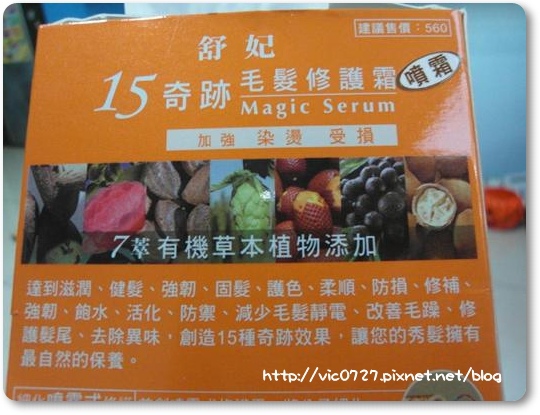 建議售價：560
舒妃
15奇跡 毛髮修護霜 噴霜
Magic Serum
加強 染燙 受損
7萃有機草本植物添加
達到滋潤、健髮、強韌、固髮、護色、柔順、防損、修補、
強韌、飽水、活化、防禦、減少毛髮靜電、改善毛躁、修
護髮尾、去除異味，創造15種奇跡效果，讓您的秀髮擁有
最自然的保養。
http://vic0727.pixnet.net/blog